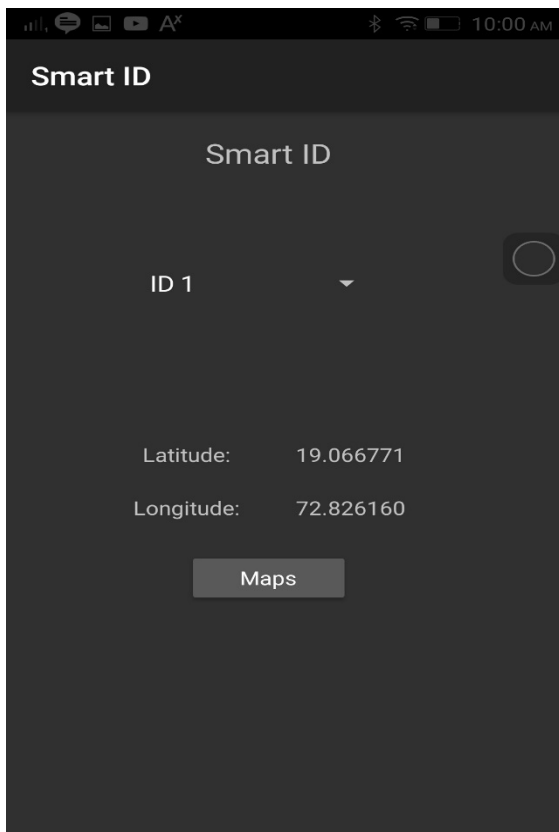 10:00 AM
Smart ID
Smart ID
ID 1
Latitude: 19.066771
Longitude: 72.826160
Maps